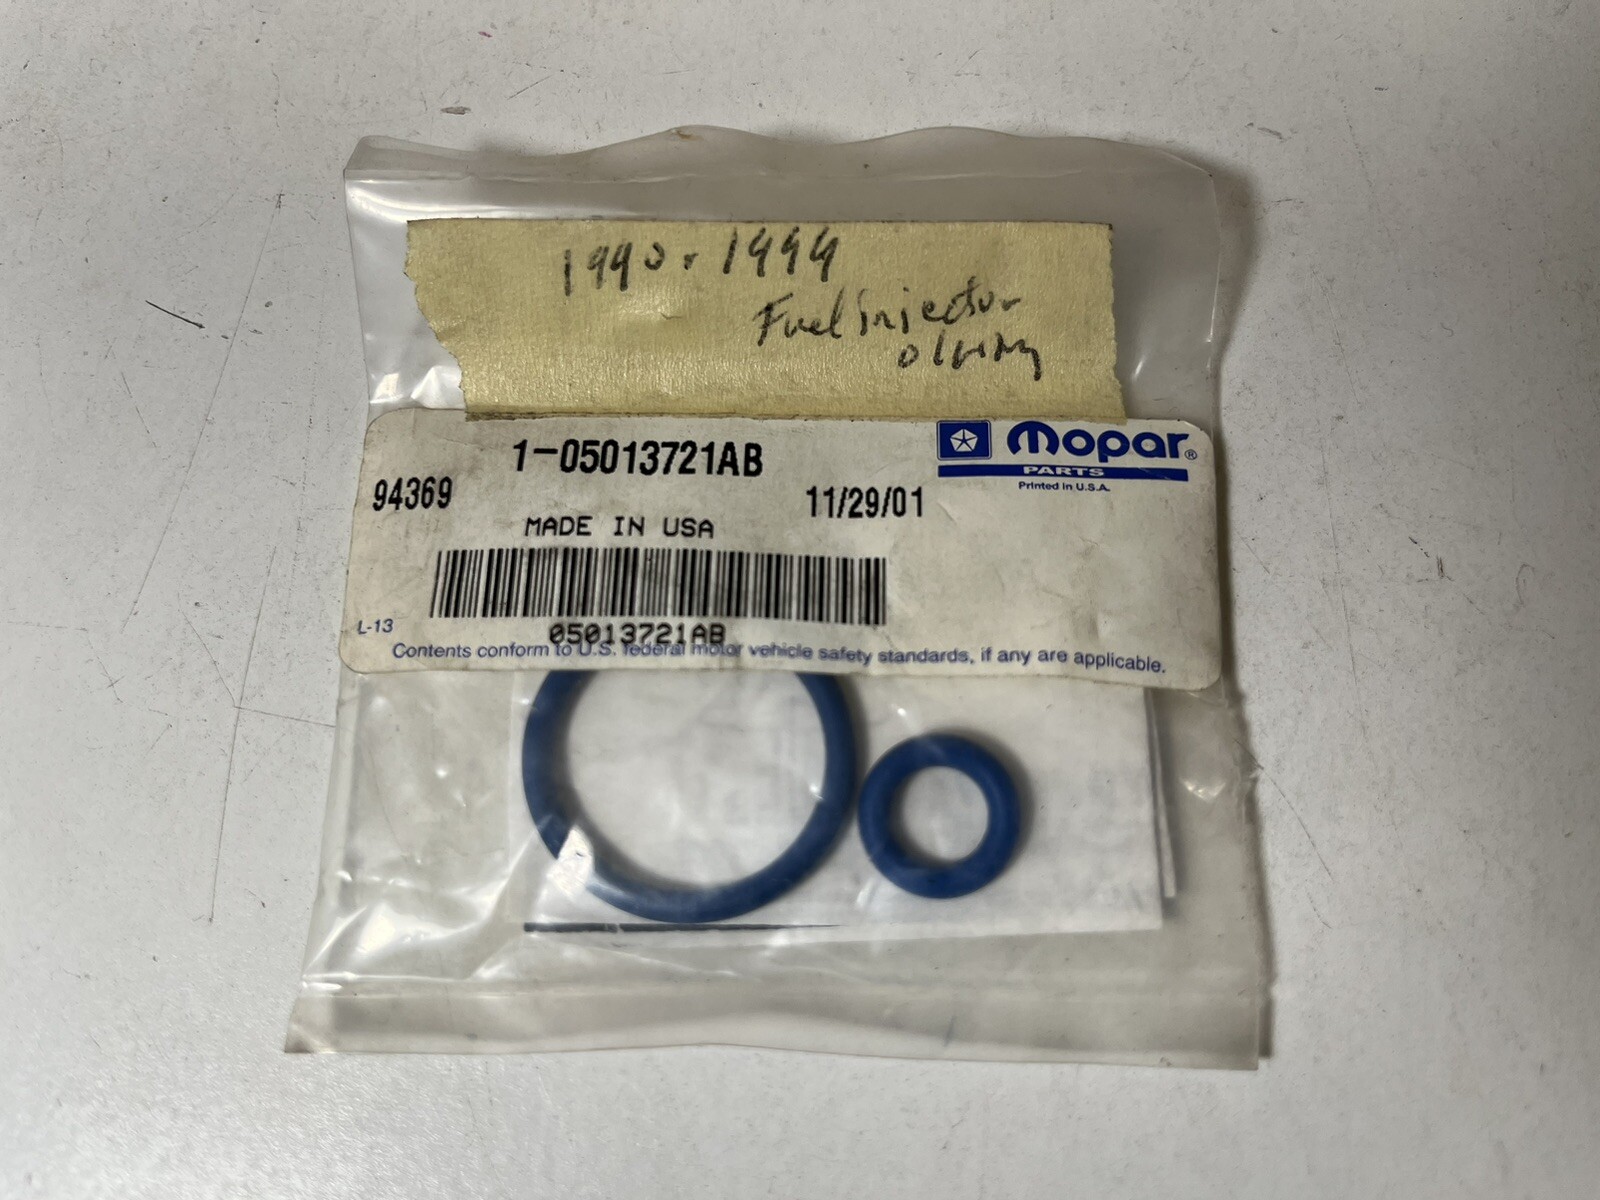 1990-1994
Fuel injector
O ring
1-05013721AB
Mopar®
PARTS
Printed in U.S.A.
94369
11/29/01
MADE IN USA
05013721AB
L-13
Contents conform to U.S. federal motor vehicle safety standards, if any are applicable.